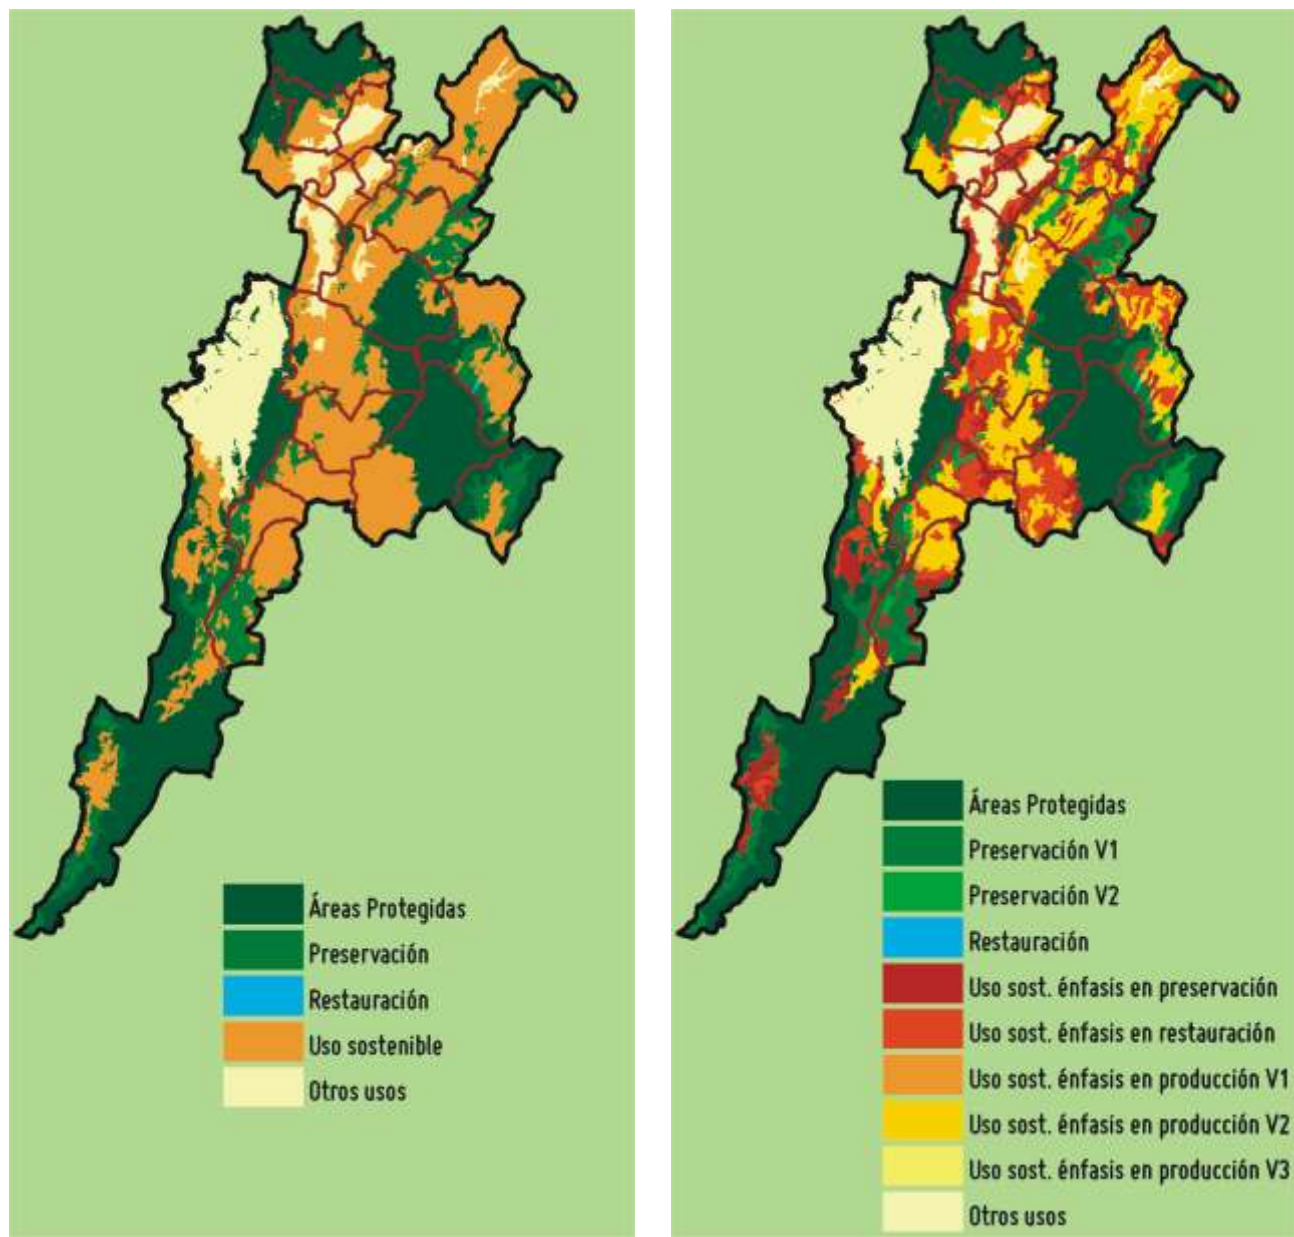 Áreas Protegidas
Preservación
Restauración
Uso sostenible
Otros usos
Áreas Protegidas
Preservación V1
Preservación V2
Restauración
Uso sost. énfasis en preservación
Uso sost. énfasis en restauración
Uso sost. énfasis en producción V1
Uso sost. énfasis en producción V2
Uso sost. énfasis en producción V3
Otros usos